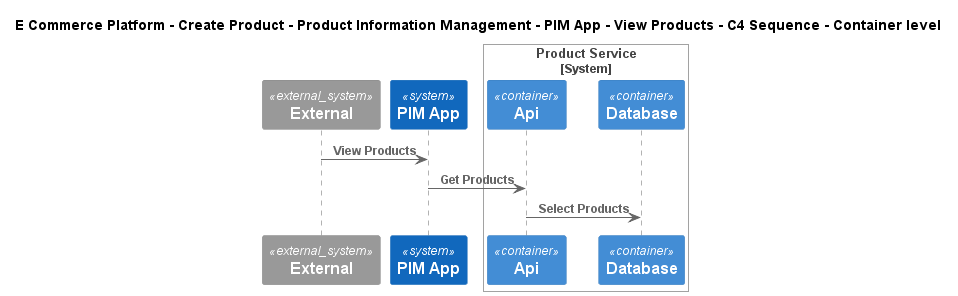 E Commerce Platform - Create Product - Product Information Management - PIM App - View Products - C4 Sequence - Container level
Product Service
[System]
«external_system»
External
«system»
PIM App
«container»
Api
«container»
Database
View Products
Get Products
Select Products
«external_system»
External
«system»
PIM App
«container»
Api
«container»
Database